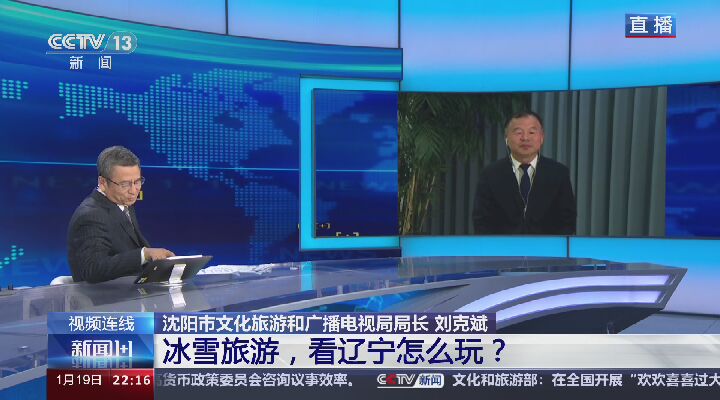 CCTV 13
新闻
直播
视频连线
沈阳市文化旅游和广播电视局局长 刘克斌
新闻1+1
冰雪旅游，看辽宁怎么玩？
1月19日 22:16 货币政策委员会咨询议事效率。 CCTV 新闻 文化和旅游部：在全国开展“欢欢喜喜过大